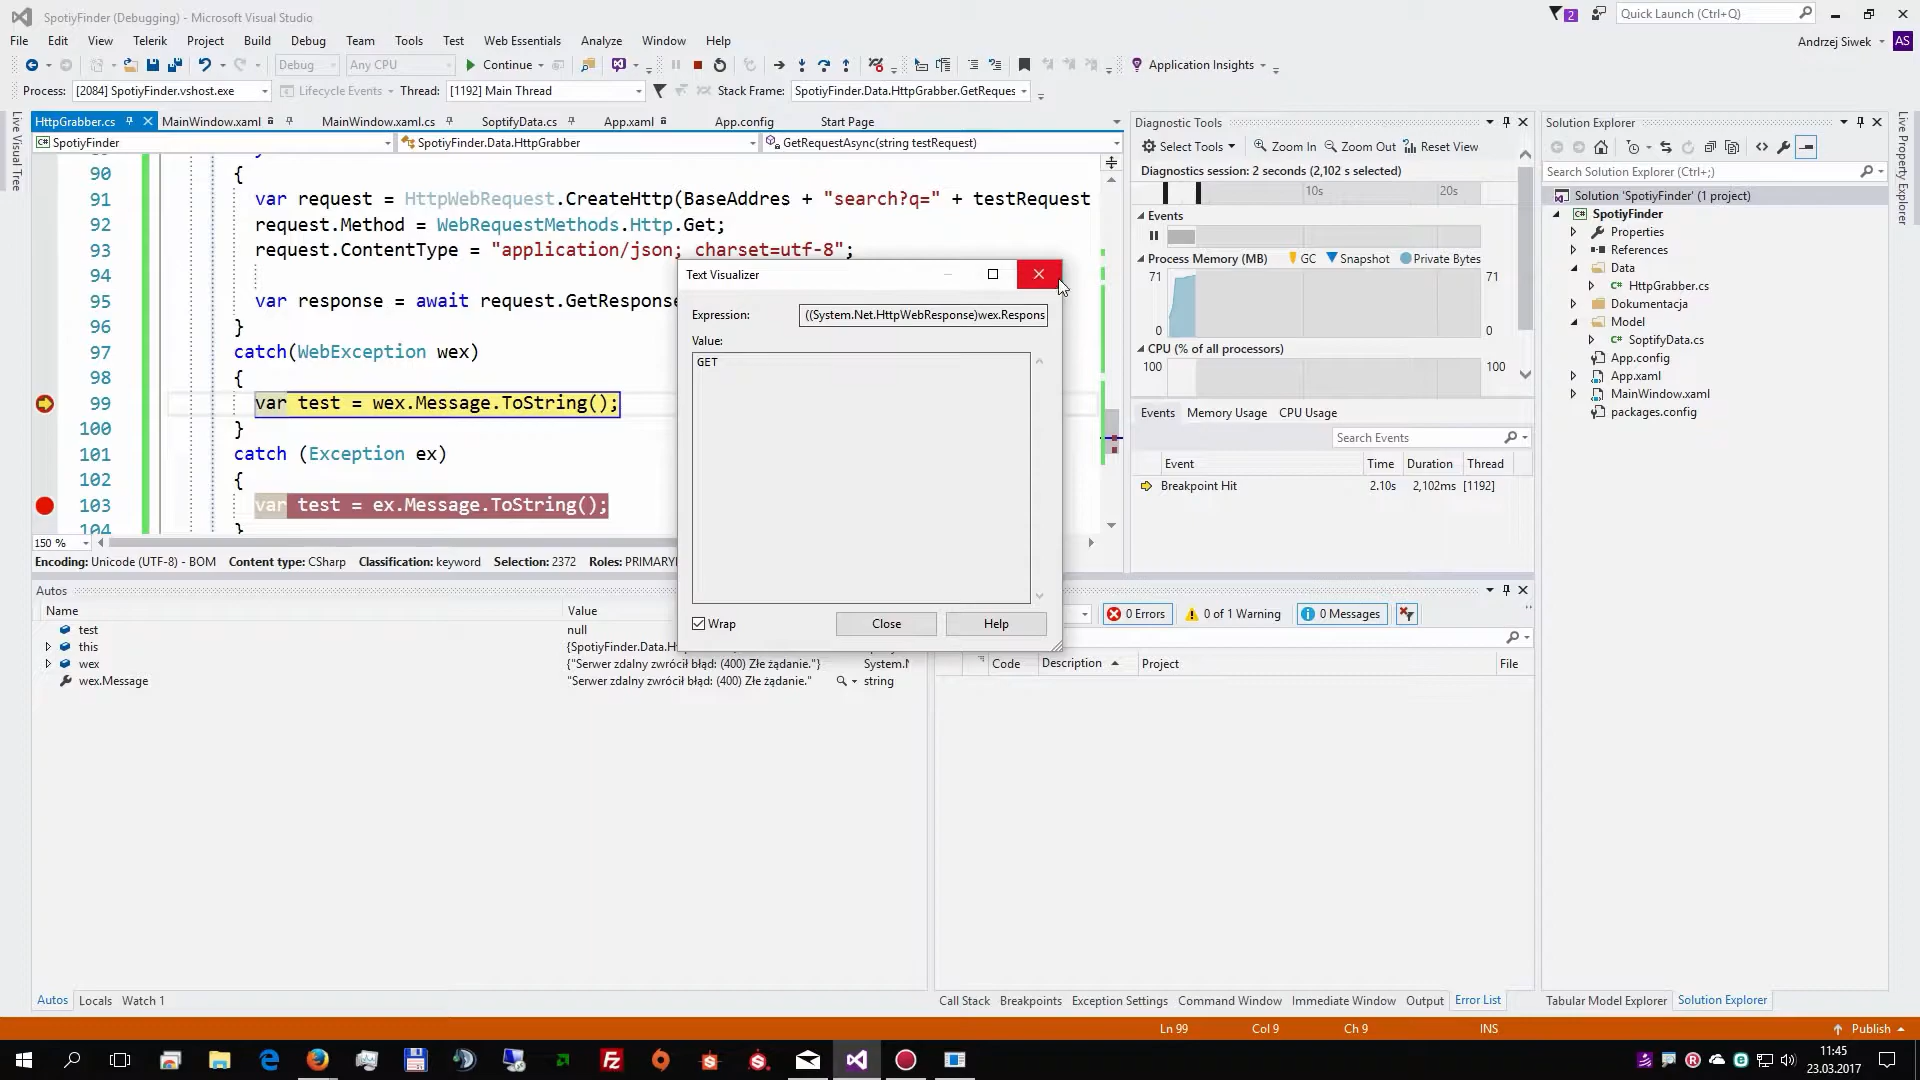 SpotiyFinder (Debugging) - Microsoft Visual Studio
2
Quick Launch (Ctrl+Q)
File Edit View Telerik Project Build Debug Team Tools Test Web Essentials Analyze Window Help
Andrzej Siwek AS
Debug Any CPU Continue Application Insights
Process: [2084] SpotiyFinder.vshost.exe Lifecycle Events Thread: [1192] Main Thread Stack Frame: SpotiyFinder.Data.HttpGrabber.GetReques
Live Visual Tree
HttpGrabber.cs MainWindow.xaml MainWindow.xaml.cs SoptifyData.cs App.xaml App.config Start Page
SpotiyFinder SpotiyFinder.Data.HttpGrabber GetRequestAsync(string testRequest)
90 {
91 var request = HttpWebRequest.CreateHttp(BaseAddres + "search?q=" + testRequest
92 request.Method = WebRequestMethods.Http.Get;
93 request.ContentType = "application/json; charset=utf-8";
94
95 var response = await request.GetRespons
96 }
97 catch(WebException wex)
98 {
99 var test = wex.Message.ToString();
100 }
101 catch (Exception ex)
102 {
103 var test = ex.Message.ToString();
104 }
150 %
Encoding: Unicode (UTF-8) - BOM Content type: CSharp Classification: keyword Selection: 2372 Roles: PRIMARY
Text Visualizer
Expression: ((System.Net.HttpWebResponse)wex.Respons
Value:
GET
Wrap Close Help
Diagnostic Tools
Select Tools Zoom In Zoom Out Reset View
Diagnostics session: 2 seconds (2,102 s selected)
10s 20s
Events
Process Memory (MB) GC Snapshot Private Bytes
71 71
0 0
CPU (% of all processors)
100 100
Events Memory Usage CPU Usage
Search Events
Event Time Duration Thread
Breakpoint Hit 2.10s 2,102ms [1192]
Solution Explorer
Search Solution Explorer (Ctrl+;)
Solution 'SpotiyFinder' (1 project)
SpotiyFinder
Properties
References
Data
HttpGrabber.cs
Dokumentacja
Model
SoptifyData.cs
App.config
App.xaml
MainWindow.xaml
packages.config
Live Property Explorer
Autos
Name Value
test null
this {SpotiyFinder.Data.Ht
wex {"Serwer zdalny zwrócił błąd: (400) Złe żądanie."} System.N
wex.Message "Serwer zdalny zwrócił błąd: (400) Złe żądanie." string
0 Errors 0 of 1 Warning 0 Messages
Code Description Project File
Autos Locals Watch 1
Call Stack Breakpoints Exception Settings Command Window Immediate Window Output Error List
Tabular Model Explorer Solution Explorer
Ln 99 Col 9 Ch 9 INS Publish
11:45
23.03.2017